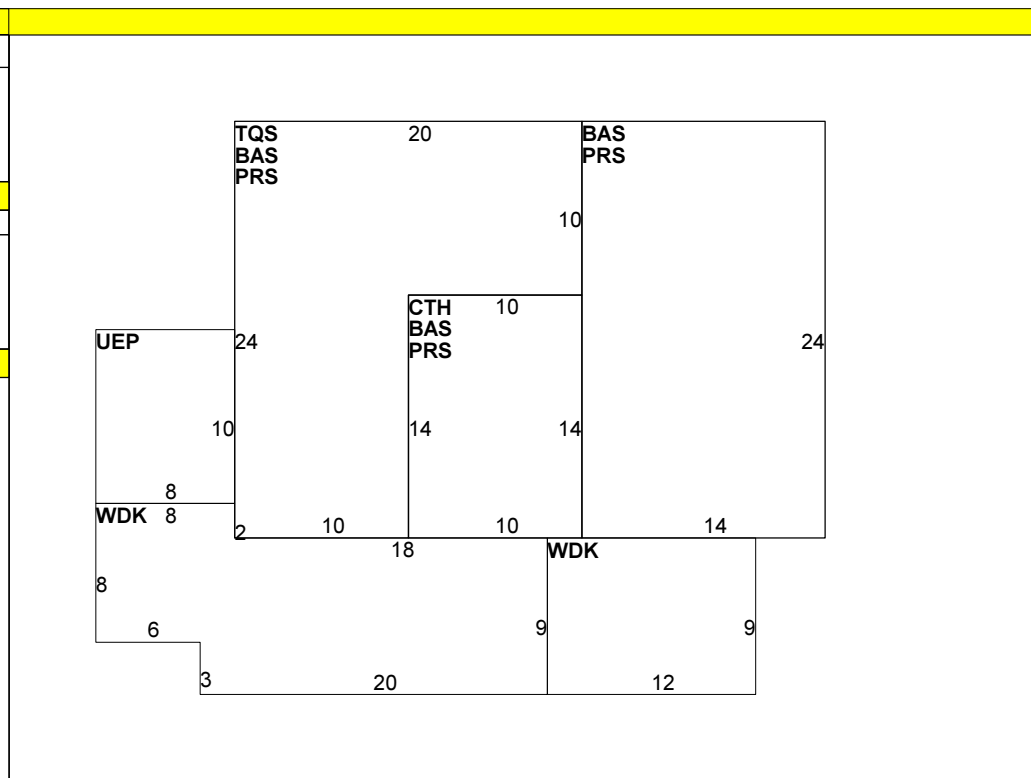 TQS 20 BAS
BAS PRS
PRS
10
CTH 10
BAS
PRS
UEP 24 24
10 14 14
8
WDK 8
2 10 10 14
18 WDK
8
6 9 9
3 20 12